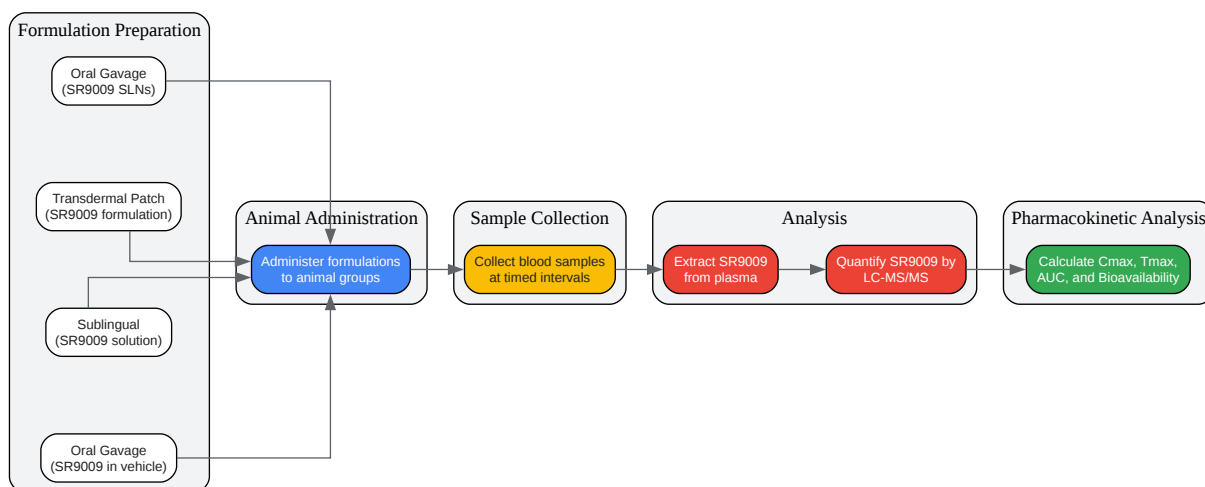 Formulation Preparation
Oral Gavage
(SR9009 SLNs)
Transdermal Patch
(SR9009 formulation)
Sublingual
(SR9009 solution)
Oral Gavage
(SR9009 in vehicle)
Animal Administration
Administer formulations
to animal groups
Sample Collection
Collect blood samples
at timed intervals
Analysis
Extract SR9009
from plasma
Quantify SR9009 by
LC-MS/MS
Pharmacokinetic Analysis
Calculate Cmax, Tmax,
AUC, and Bioavailability